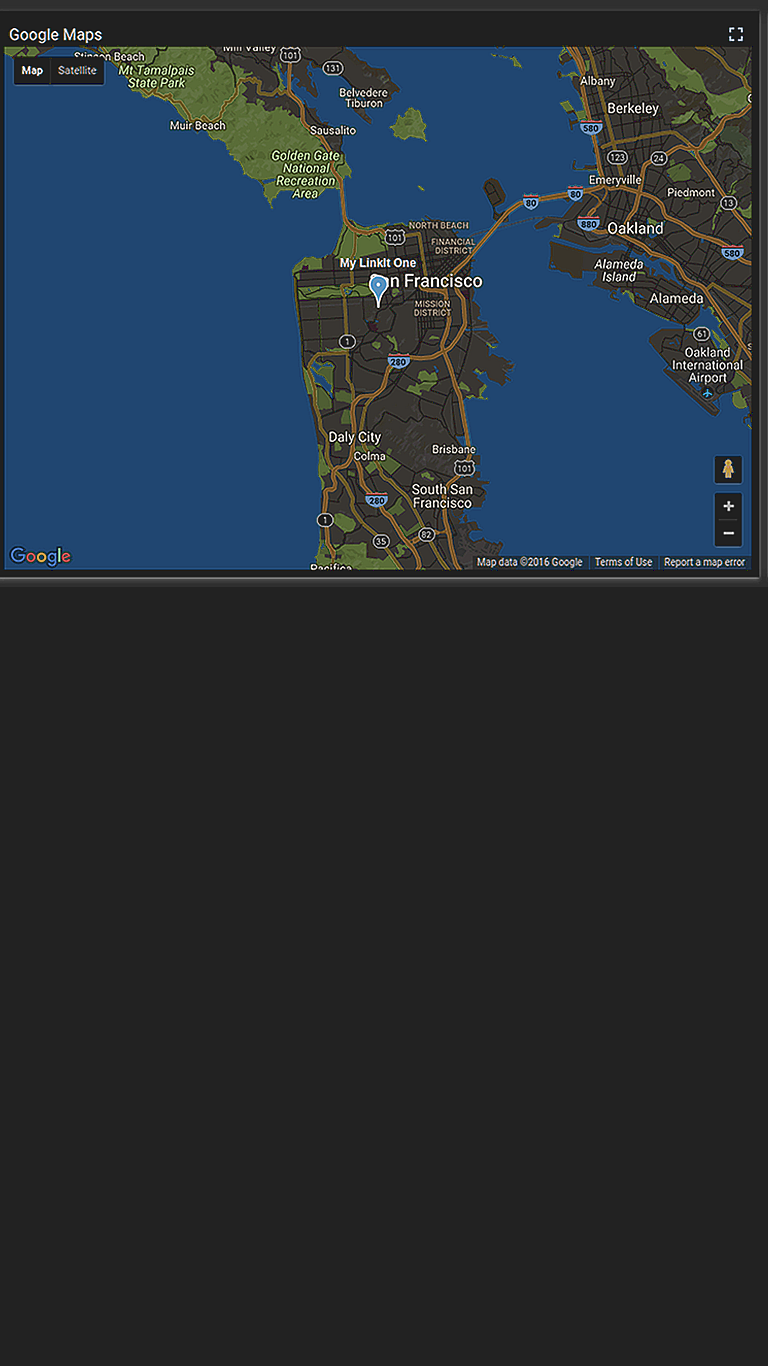 Google Maps
Stinson Beach
Mill Valley
101
Map
Satellite
Mt Tamalpais
State Park
131
Albany
Belvedere
Tiburon
Berkeley
Muir Beach
Sausalito
580
Golden Gate
National
Recreation
Area
123
24
Emeryville
Piedmont
80
80
13
101
NORTH BEACH
880
Oakland
FINANCIAL
DISTRICT
580
My LinkIt One
Alameda
Island
San Francisco
Alameda
MISSION
DISTRICT
1
61
280
Oakland
International
Airport
Daly City
Colma
Brisbane
101
280
South San
Francisco
1
82
35
Google
Pacifica
Map data ©2016 Google
Terms of Use
Report a map error